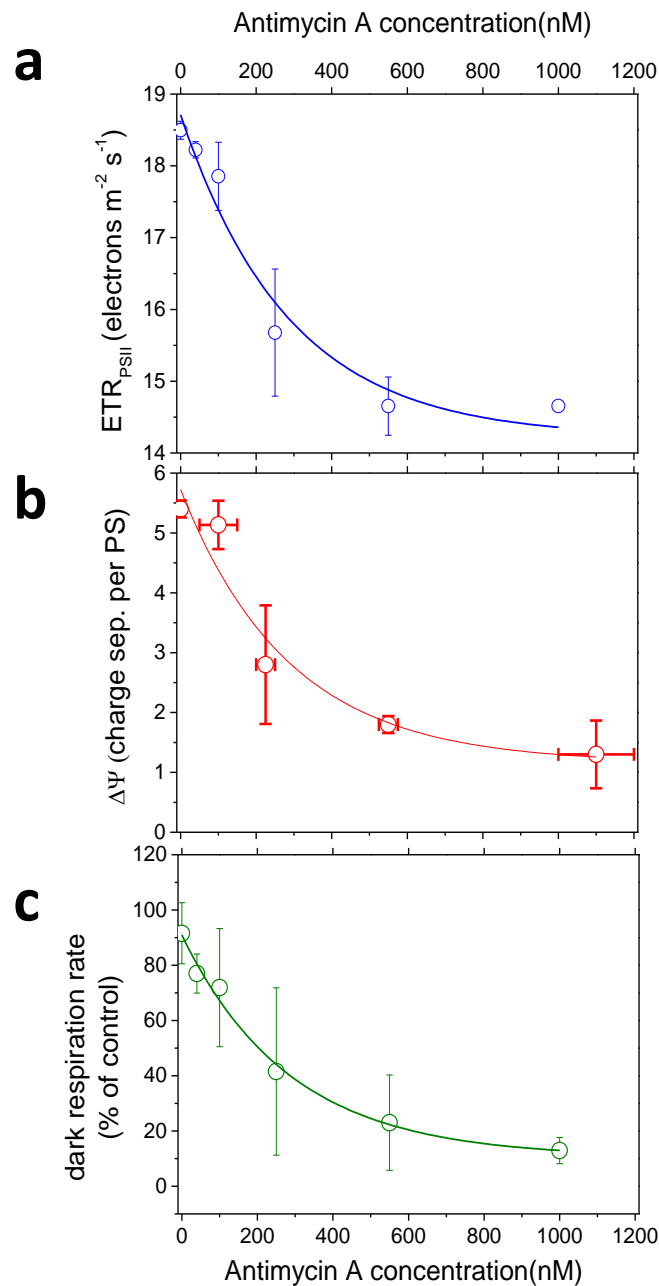 Antimycin A concentration(nM)
a
0 200 400 600 800 1000 1200
19
18
17
16
15
14
ETR_PSII (electrons m⁻² s⁻¹)
b
6
5
4
3
2
1
0
ΔΨ (charge sep. per PS)
c
120
100
80
60
40
20
0
dark respiration rate
(% of control)
0 200 400 600 800 1000 1200
Antimycin A concentration(nM)